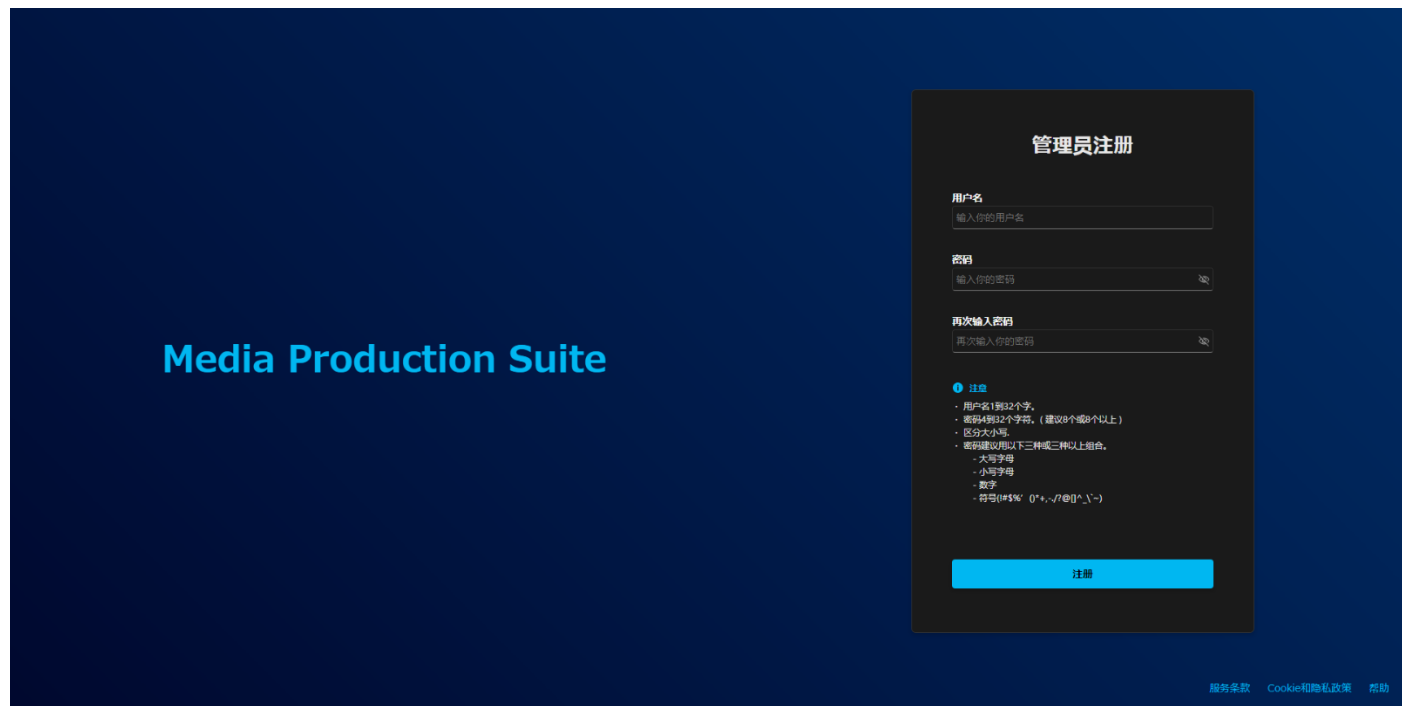 Media Production Suite
管理员注册
用户名
输入你的用户名
密码
输入你的密码
再次输入密码
再次输入你的密码
注意
· 用户名1到32个字。
· 密码4到32个字符。( 建议8个或8个以上 )
· 区分大小写.
· 密码建议用以下三种或三种以上组合。
- 大写字母
- 小写字母
- 数字
- 符号(!#$%' ()*+,-./?@[]^_\`~)
注册
服务条款 Cookie和隐私政策 帮助